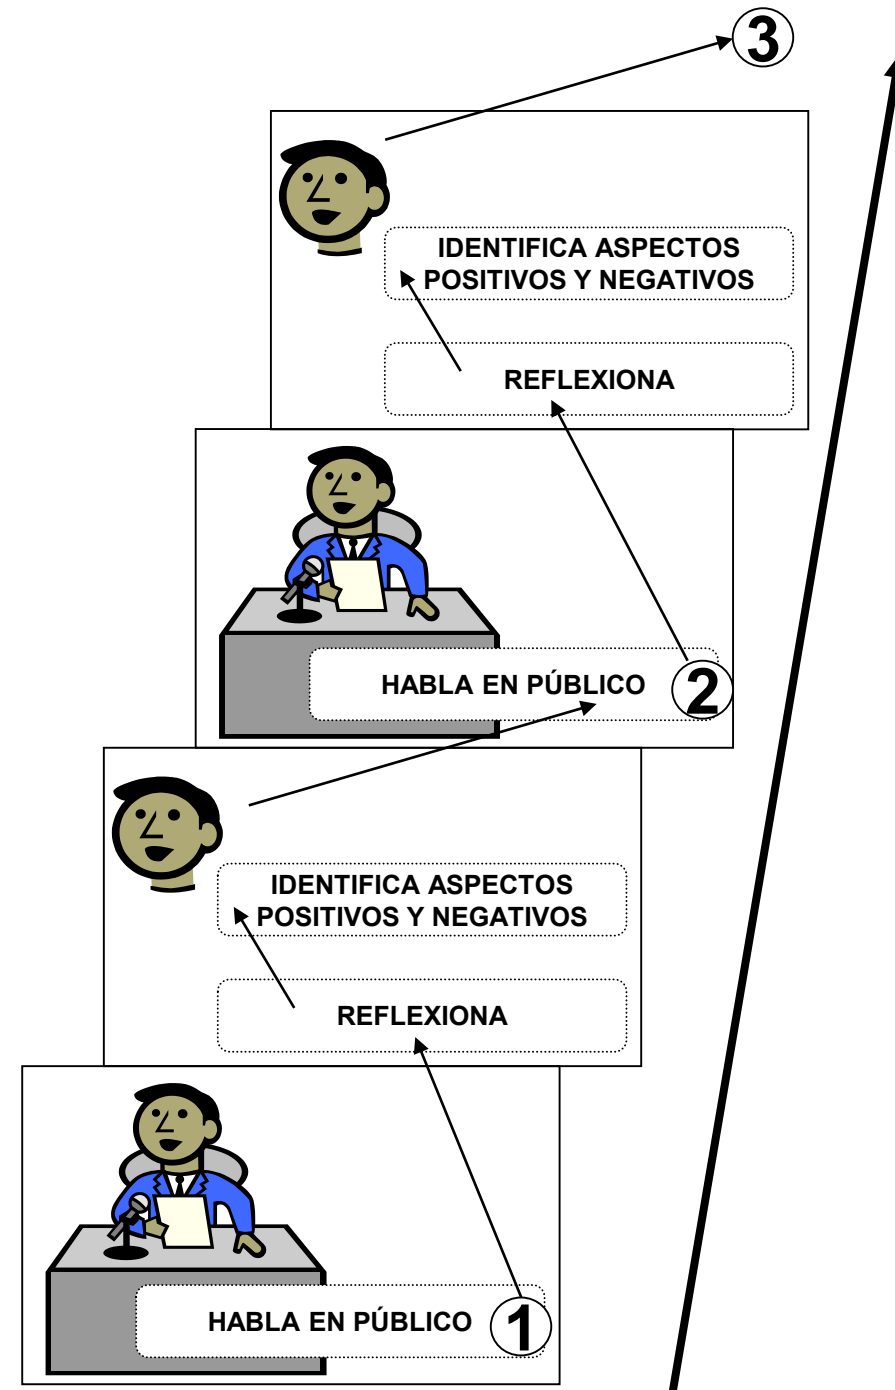 3
IDENTIFICA ASPECTOS
POSITIVOS Y NEGATIVOS
REFLEXIONA
HABLA EN PÚBLICO 2
IDENTIFICA ASPECTOS
POSITIVOS Y NEGATIVOS
REFLEXIONA
HABLA EN PÚBLICO 1